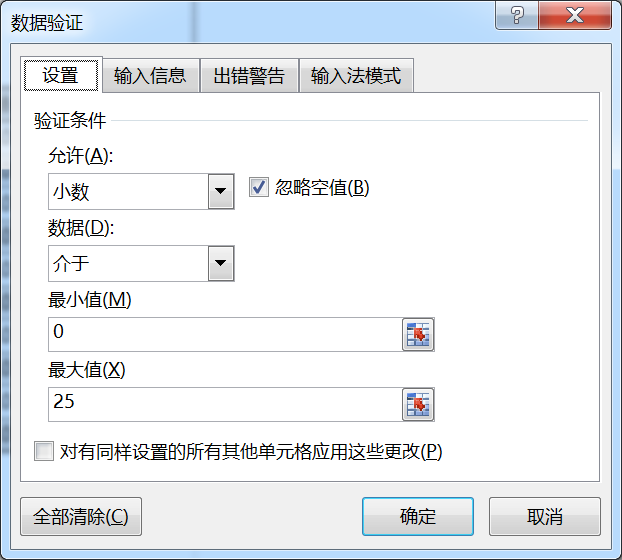 数据验证
设置 输入信息 出错警告 输入法模式
验证条件
允许(A):
小数 忽略空值(B)
数据(D):
介于
最小值(M)
0
最大值(X)
25
对有同样设置的所有其他单元格应用这些更改(P)
全部清除(C) 确定 取消